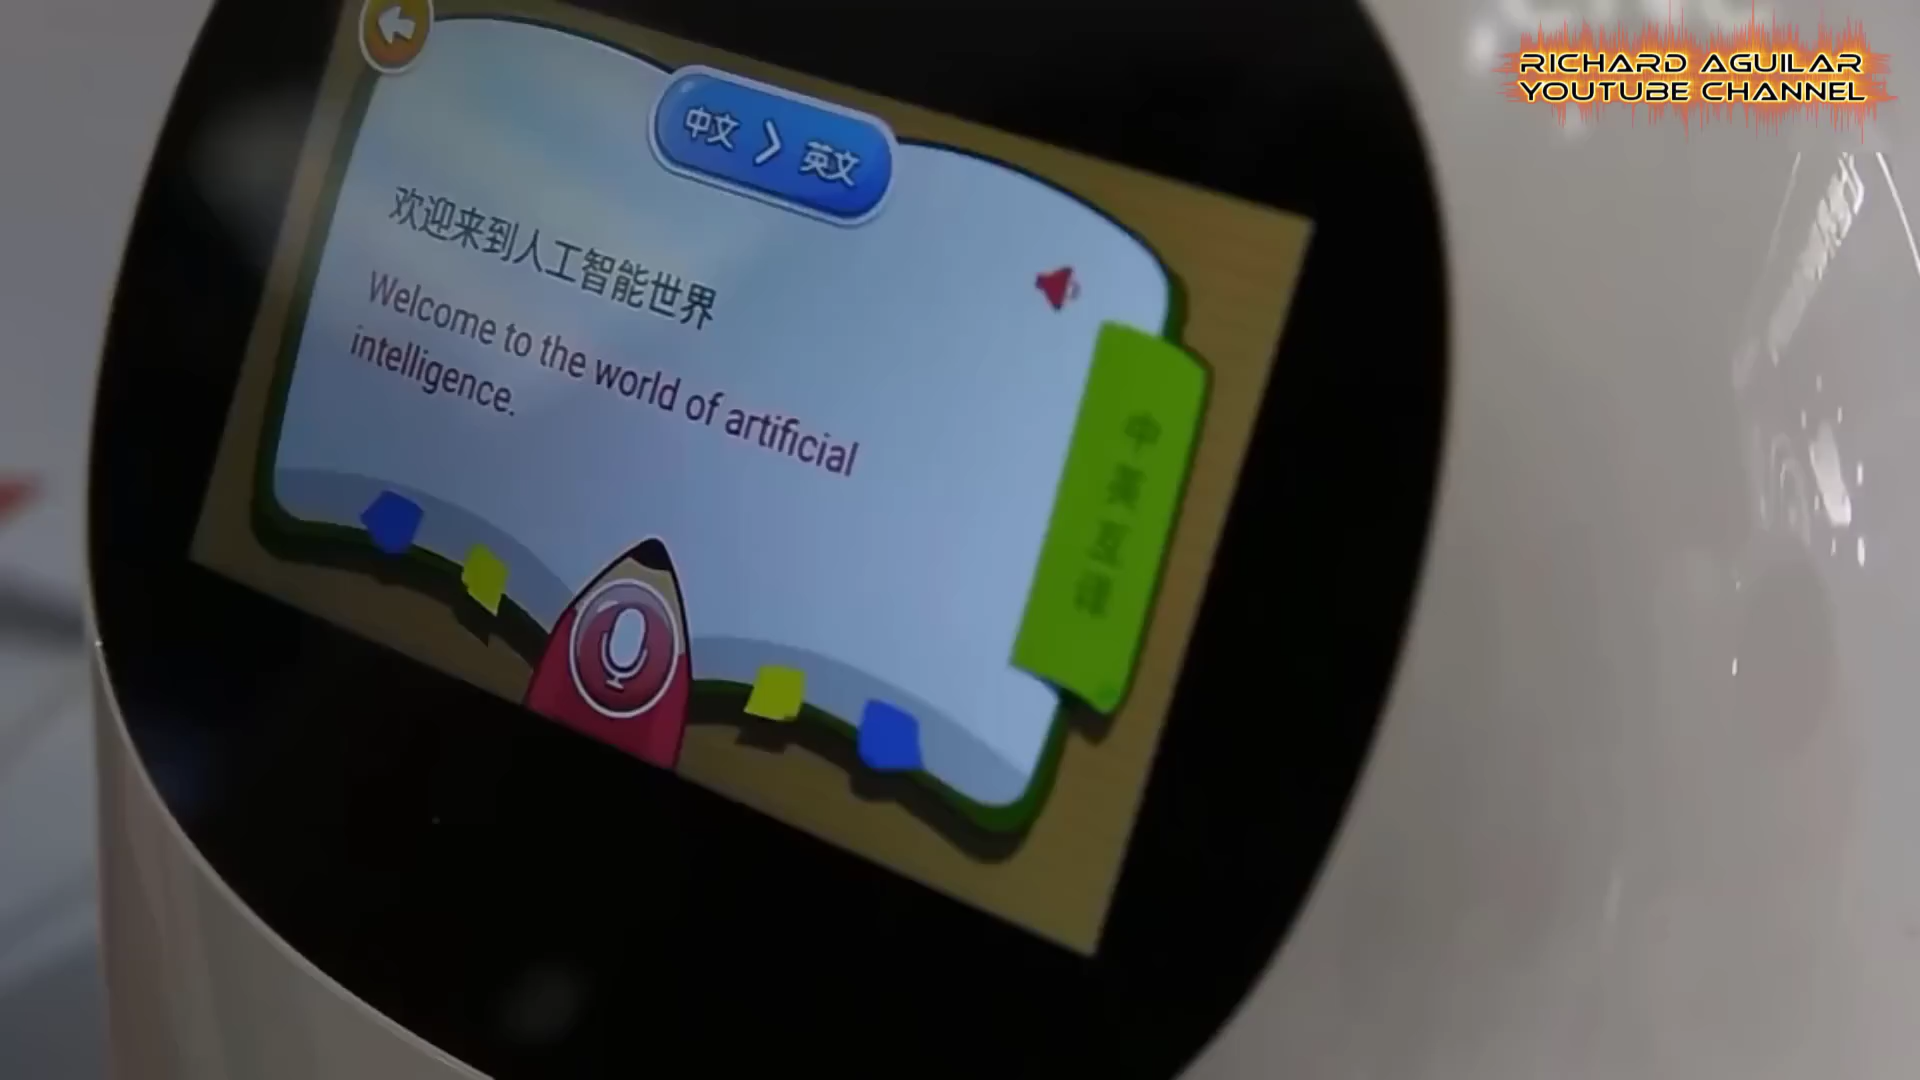 RICHARD AGUILAR
YOUTUBE CHANNEL
中文 > 英文
欢迎来到人工智能世界
Welcome to the world of artificial
intelligence.
中英互译